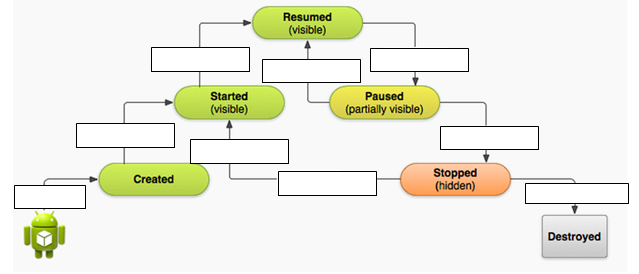 Resumed
(visible)
Started
(visible)
Paused
(partially visible)
Created
Stopped
(hidden)
Destroyed